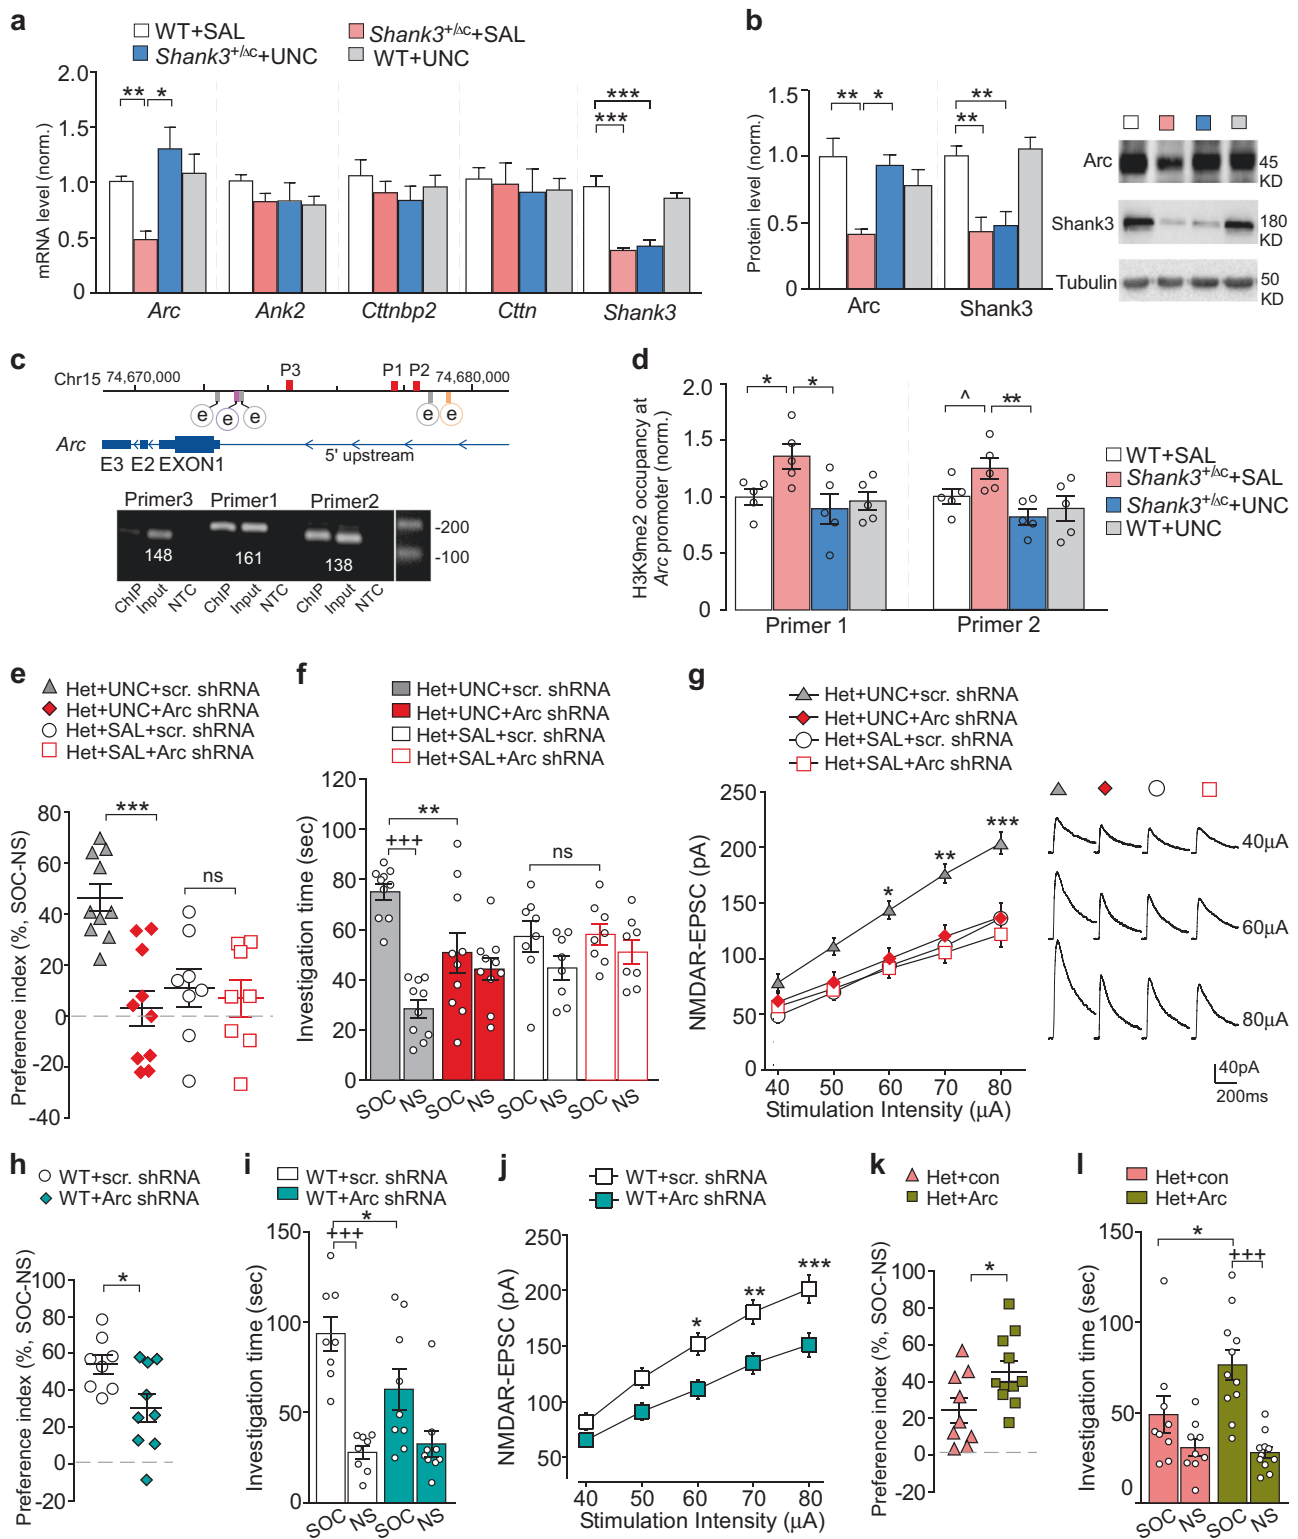 a
WT+SAL
Shank3+/ΔC+SAL
Shank3+/ΔC+UNC
WT+UNC
mRNA level (norm.)
2.0
1.5
1.0
0.5
0
** *
***
***
Arc Ank2 Cttnbp2 Cttn Shank3
b
Protein level (norm.)
1.5
1.0
0.5
0
** *
**
**
Arc Shank3
Arc 45 KD
Shank3 180 KD
Tubulin 50 KD
c
Chr15 74,670,000 P3 P1 P2 74,680,000
e e e e e
Arc
E3 E2 EXON1 5' upstream
Primer3 Primer1 Primer2
148 161 138
-200
-100
ChIP Input NTC ChIP Input NTC ChIP Input NTC
d
H3K9me2 occupancy at
Arc promoter (norm.)
2.0
1.5
1.0
0.5
0
* * ^ **
Primer 1 Primer 2
WT+SAL
Shank3+/ΔC+SAL
Shank3+/ΔC+UNC
WT+UNC
e
Het+UNC+scr. shRNA
Het+UNC+Arc shRNA
Het+SAL+scr. shRNA
Het+SAL+Arc shRNA
Preference index (%, SOC-NS)
80
60
40
20
0
-20
-40
***
ns
f
Het+UNC+scr. shRNA
Het+UNC+Arc shRNA
Het+SAL+scr. shRNA
Het+SAL+Arc shRNA
Investigation time (sec)
120
100
80
60
40
20
0
**
+++
ns
SOC NS SOC NS SOC NS SOC NS
g
Het+UNC+scr. shRNA
Het+UNC+Arc shRNA
Het+SAL+scr. shRNA
Het+SAL+Arc shRNA
NMDAR-EPSC (pA)
250
200
150
100
50
0
* ** ***
40 50 60 70 80
Stimulation Intensity (µA)
40µA
60µA
80µA
40pA
200ms
h
WT+scr. shRNA
WT+Arc shRNA
Preference index (%, SOC-NS)
100
80
60
40
20
0
-20
*
i
WT+scr. shRNA
WT+Arc shRNA
Investigation time (sec)
150
100
50
0
*
+++
SOC NS SOC NS
j
WT+scr. shRNA
WT+Arc shRNA
NMDAR-EPSC (pA)
250
200
150
100
50
* ** ***
40 50 60 70 80
Stimulation Intensity (µA)
k
Het+con
Het+Arc
Preference index (%, SOC-NS)
100
80
60
40
20
0
-20
*
l
Het+con
Het+Arc
Investigation time (sec)
150
100
50
0
*
+++
SOC NS SOC NS